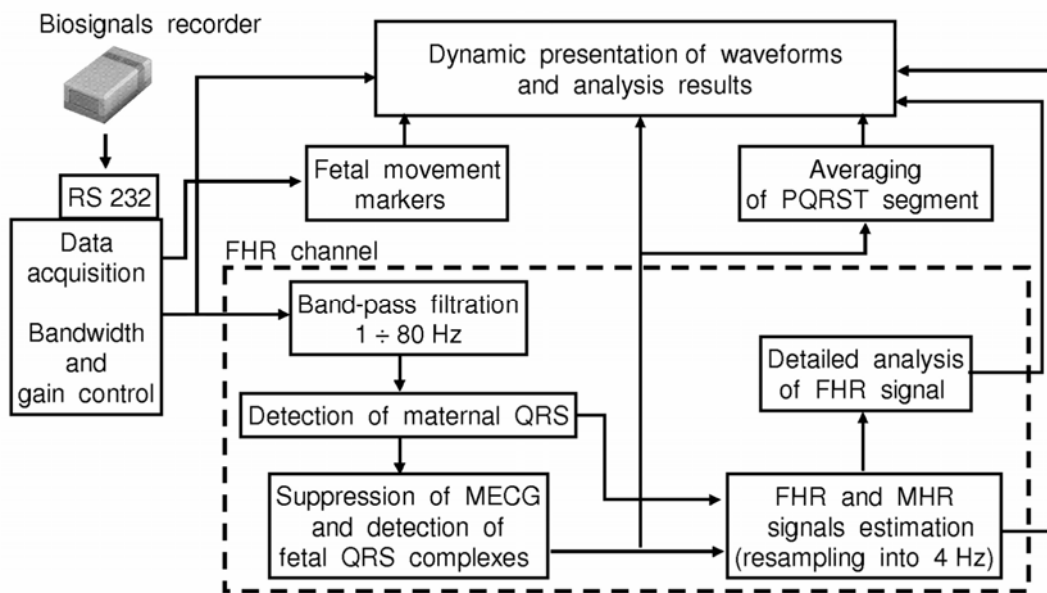 Biosignals recorder
Dynamic presentation of waveforms
and analysis results
RS 232
Fetal movement
markers
Averaging
of PQRST segment
Data
acquisition
Bandwidth
and
gain control
FHR channel
Band-pass filtration
1 ÷ 80 Hz
Detailed analysis
of FHR signal
Detection of maternal QRS
Suppression of MECG
and detection of
fetal QRS complexes
FHR and MHR
signals estimation
(resampling into 4 Hz)